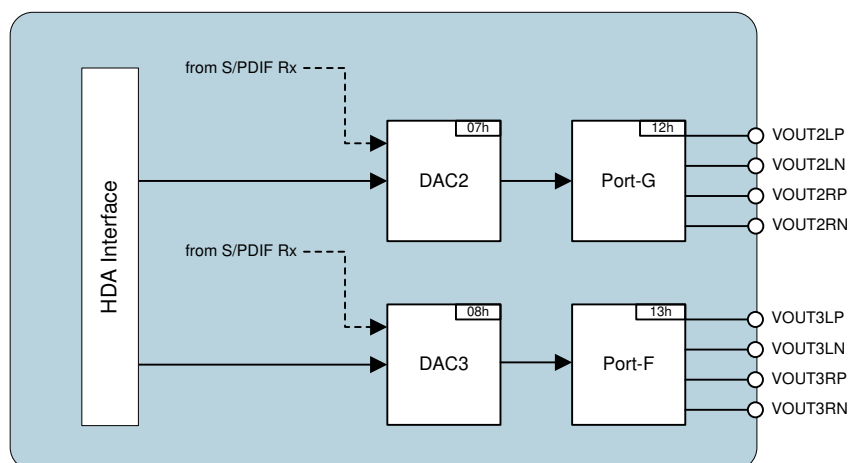 HDA Interface
from S/PDIF Rx
07h
DAC2
12h
Port-G
VOUT2LP
VOUT2LN
VOUT2RP
VOUT2RN
from S/PDIF Rx
08h
DAC3
13h
Port-F
VOUT3LP
VOUT3LN
VOUT3RP
VOUT3RN